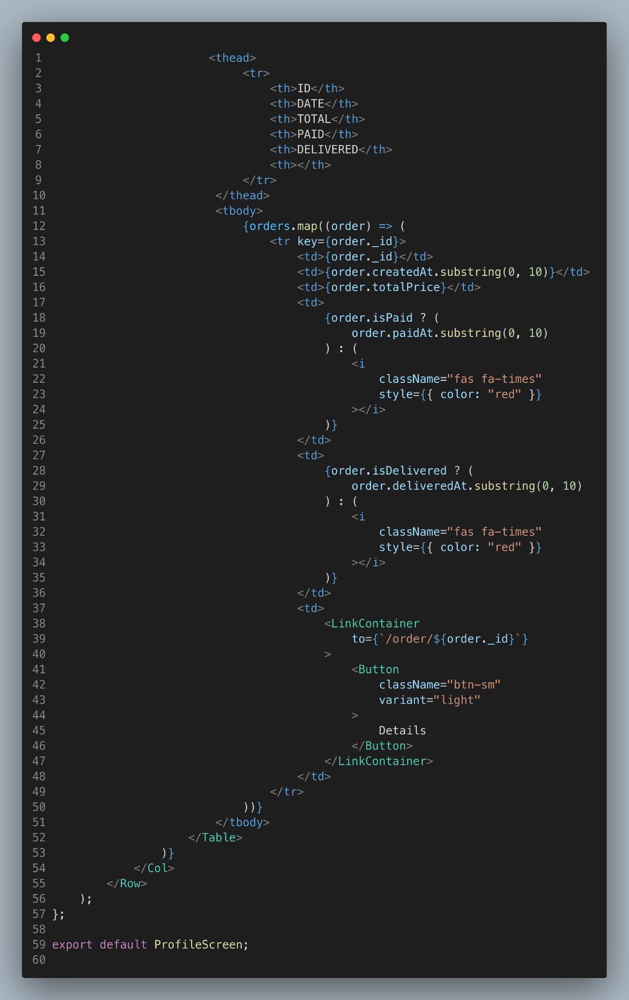 1 <thead>
2 <tr>
3 <th>ID</th>
4 <th>DATE</th>
5 <th>TOTAL</th>
6 <th>PAID</th>
7 <th>DELIVERED</th>
8 <th></th>
9 </tr>
10 </thead>
11 <tbody>
12 {orders.map((order) => (
13 <tr key={order._id}>
14 <td>{order._id}</td>
15 <td>{order.createdAt.substring(0, 10)}</td>
16 <td>{order.totalPrice}</td>
17 <td>
18 {order.isPaid ? (
19 order.paidAt.substring(0, 10)
20 ) : (
21 <i
22 className="fas fa-times"
23 style={{ color: "red" }}
24 ></i>
25 )}
26 </td>
27 <td>
28 {order.isDelivered ? (
29 order.deliveredAt.substring(0, 10)
30 ) : (
31 <i
32 className="fas fa-times"
33 style={{ color: "red" }}
34 ></i>
35 )}
36 </td>
37 <td>
38 <LinkContainer
39 to={`/order/${order._id}`}
40 >
41 <Button
42 className="btn-sm"
43 variant="light"
44 >
45 Details
46 </Button>
47 </LinkContainer>
48 </td>
49 </tr>
50 ))}
51 </tbody>
52 </Table>
53 )}
54 </Col>
55 </Row>
56 );
57 };
58
59 export default ProfileScreen;
60